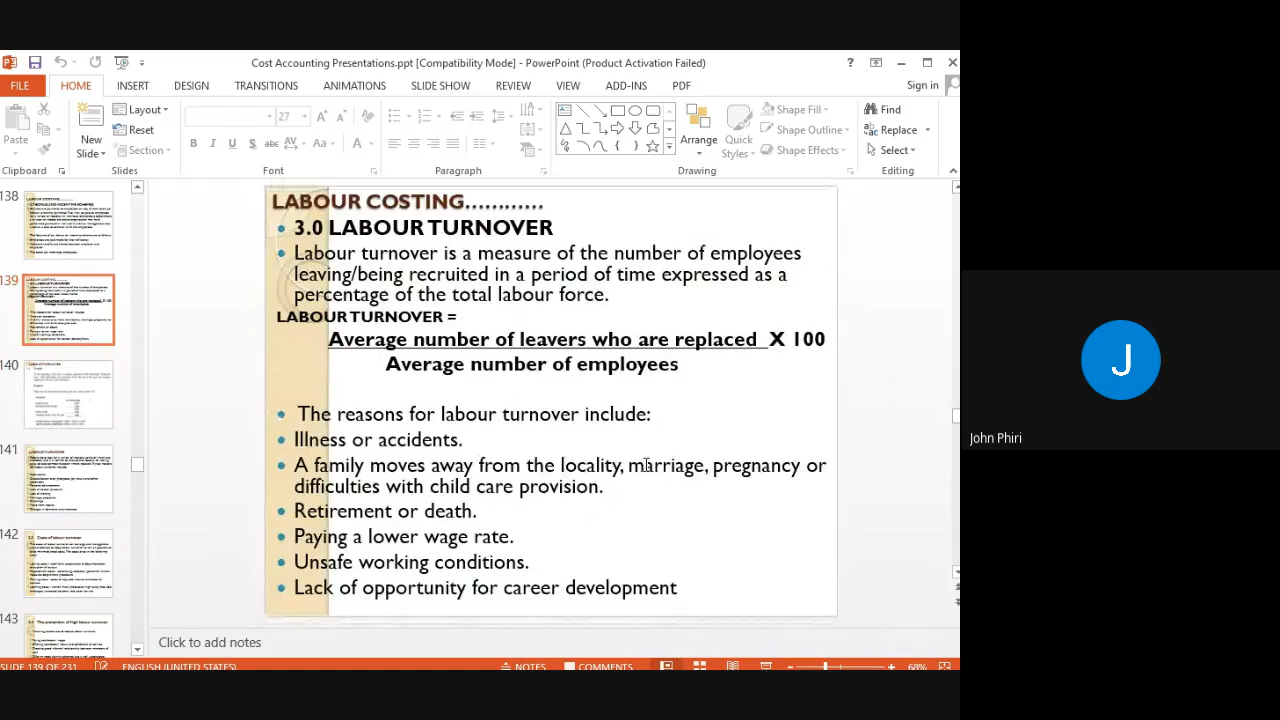 Cost Accounting Presentations.ppt [Compatibility Mode] - PowerPoint (Product Activation Failed)
FILE HOME INSERT DESIGN TRANSITIONS ANIMATIONS SLIDE SHOW REVIEW VIEW ADD-INS PDF Sign in
Paste
New Slide
Layout
Reset
Section
27
Arrange
Quick Styles
Shape Fill
Shape Outline
Shape Effects
Find
Replace
Select
Clipboard Slides Font Paragraph Drawing Editing
138
139
140
141
142
143
LABOUR COSTING...........
3.0 LABOUR TURNOVER
Labour turnover is a measure of the number of employees
leaving/being recruited in a period of time expressed as a
percentage of the total labour force.
LABOUR TURNOVER =
Average number of leavers who are replaced X 100
Average number of employees
The reasons for labor turnover include:
Illness or accidents.
A family moves away from the locality, marriage, pregnancy or
difficulties with child care provision.
Retirement or death.
Paying a lower wage rate.
Unsafe working conditions.
Lack of opportunity for career development
Click to add notes
SLIDE 139 OF 231 ENGLISH (UNITED STATES) NOTES COMMENTS 68%
J
John Phiri